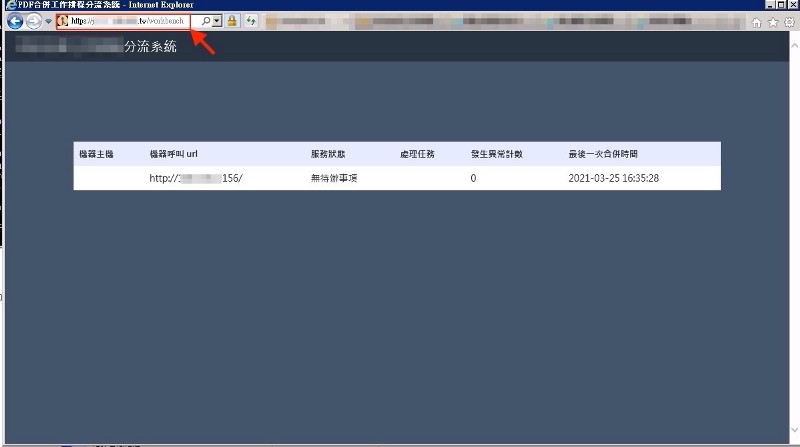 PDF合併工作排程分流系統 - Internet Explorer
https://j .tv/workbench
分流系統
機器主機 機器呼叫 url 服務狀態 處理任務 發生異常計數 最後一次合併時間
http:// 156/ 無待辦事項 0 2021-03-25 16:35:28